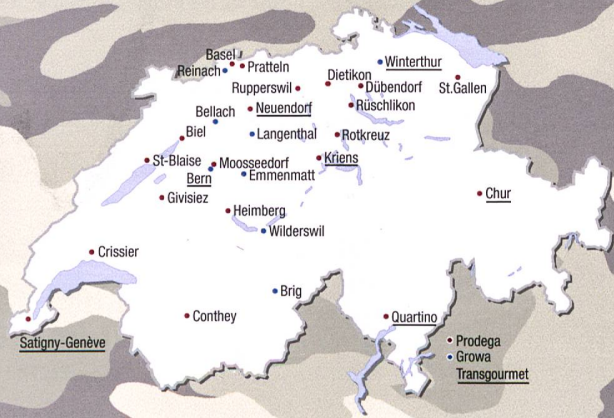 Basel
Reinach
Pratteln
Winterthur
Dietikon
Rupperswil
Dübendorf
St.Gallen
Neuendorf
Rüschlikon
Bellach
Biel
Langenthal
Rotkreuz
St-Blaise
Moosseedorf
Kriens
Bern
Emmenmatt
Givisiez
Chur
Heimberg
Wilderswil
Crissier
Brig
Conthey
Quartino
Satigny-Genève
Prodega
Growa
Transgourmet